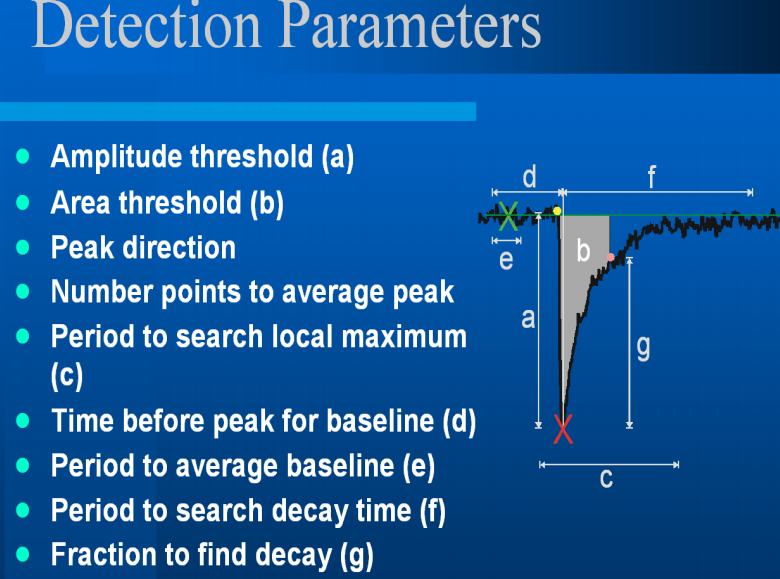 Detection Parameters
Amplitude threshold (a)
Area threshold (b)
Peak direction
Number points to average peak
Period to search local maximum
(c)
Time before peak for baseline (d)
Period to average baseline (e)
Period to search decay time (f)
Fraction to find decay (g)
d
f
e
b
a
g
c